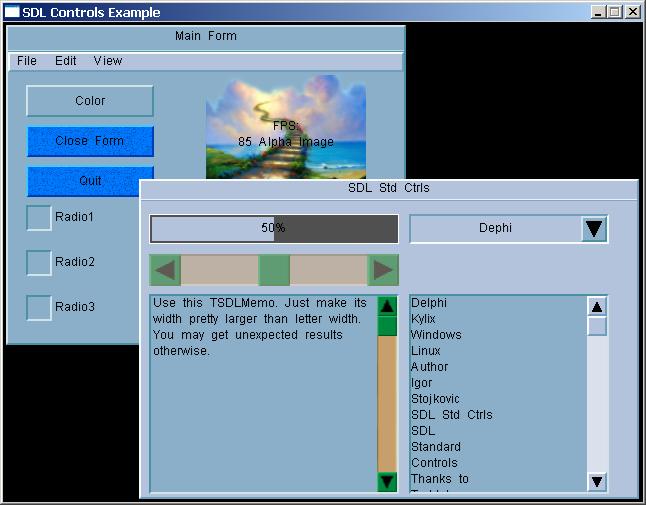 SDL Controls Example
Main Form
File Edit View
Color
Close Form
Quit
Radio1
Radio2
Radio3
FPS:
85 Alpha Image
SDL Std Ctrls
50%
Dephi
Use this TSDLMemo. Just make its
width pretty larger than letter width.
You may get unexpected results
otherwise.
Delphi
Kylix
Windows
Linux
Author
Igor
Stojkovic
SDL Std Ctrls
SDL
Standard
Controls
Thanks to